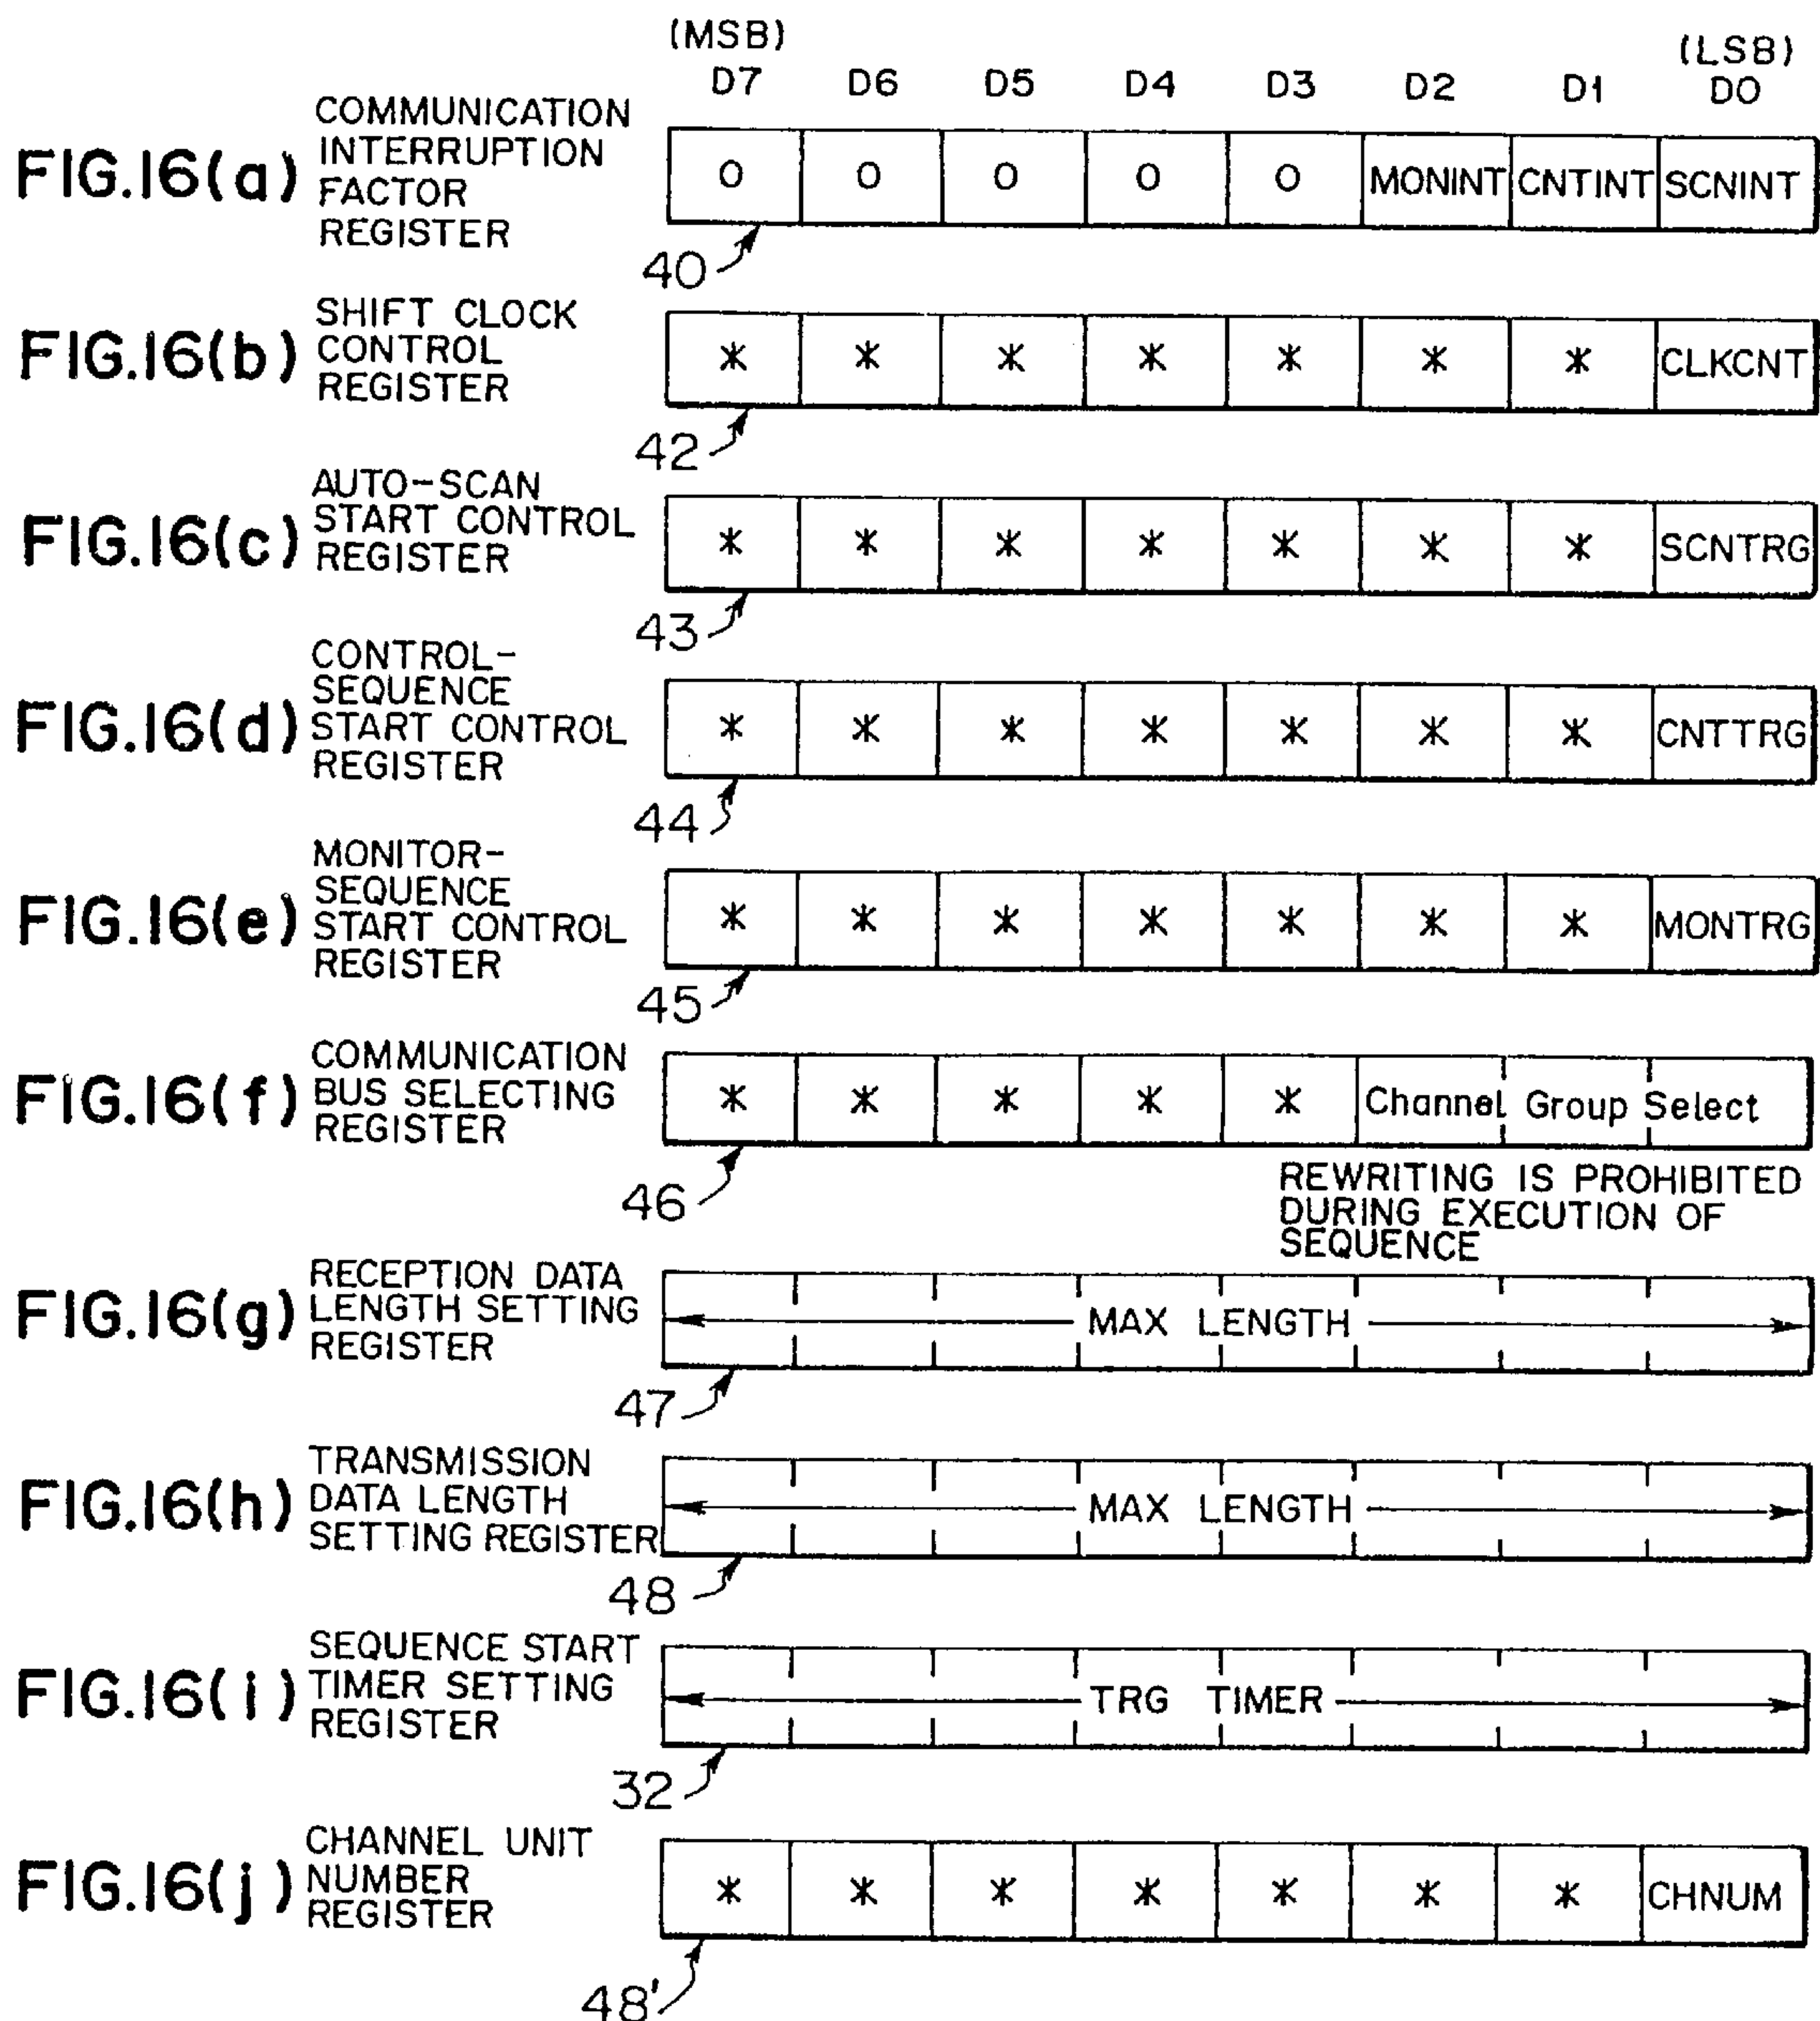 (MSB) (LSB)
D7 D6 D5 D4 D3 D2 D1 D0
FIG.16(a)
COMMUNICATION
INTERRUPTION
FACTOR
REGISTER
0 0 0 0 0 MONINT CNTINT SCNINT
40
FIG.16(b)
SHIFT CLOCK
CONTROL
REGISTER
* * * * * * * CLKCNT
42
FIG.16(c)
AUTO-SCAN
START CONTROL
REGISTER
* * * * * * * SCNTRG
43
FIG.16(d)
CONTROL-
SEQUENCE
START CONTROL
REGISTER
* * * * * * * CNTTRG
44
FIG.16(e)
MONITOR-
SEQUENCE
START CONTROL
REGISTER
* * * * * * * MONTRG
45
FIG.16(f)
COMMUNICATION
BUS SELECTING
REGISTER
* * * * * Channel Group Select
46
REWRITING IS PROHIBITED
DURING EXECUTION OF
SEQUENCE
FIG.16(g)
RECEPTION DATA
LENGTH SETTING
REGISTER
MAX LENGTH
47
FIG.16(h)
TRANSMISSION
DATA LENGTH
SETTING REGISTER
MAX LENGTH
48
FIG.16(i)
SEQUENCE START
TIMER SETTING
REGISTER
TRG TIMER
32
FIG.16(j)
CHANNEL UNIT
NUMBER
REGISTER
* * * * * * * CHNUM
48'